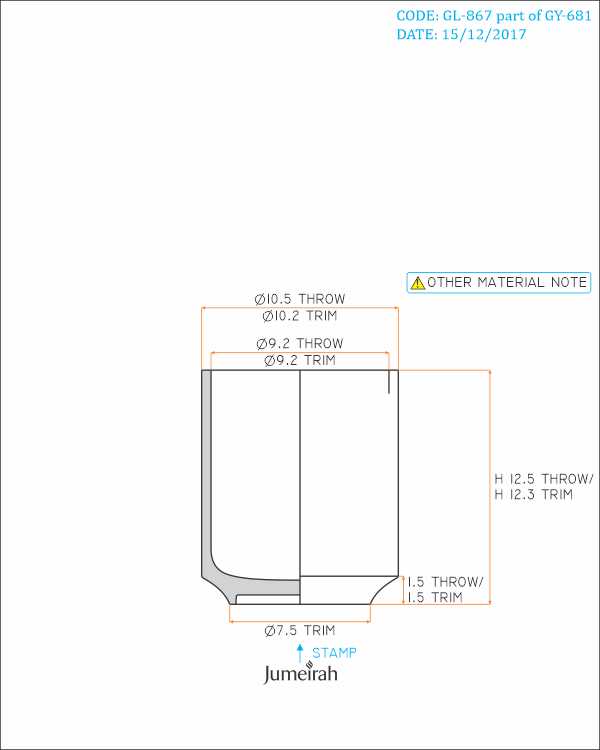 CODE: GL-867 part of GY-681
DATE: 15/12/2017
OTHER MATERIAL NOTE
Ø10.5 THROW
Ø10.2 TRIM
Ø9.2 THROW
Ø9.2 TRIM
H 12.5 THROW/
H 12.3 TRIM
1.5 THROW/
1.5 TRIM
Ø7.5 TRIM
STAMP
Jumeirah